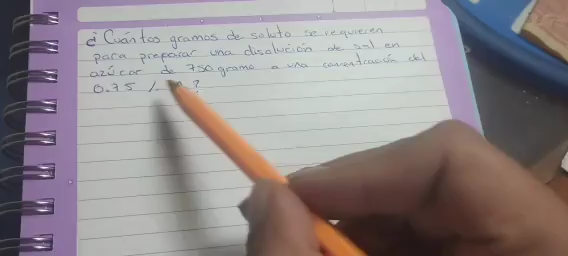 ¿Cuántos gramos de soluto se requieren
para preparar una disolución de sal en
azúcar de 750 grams a una concentración del
0.75 / ?